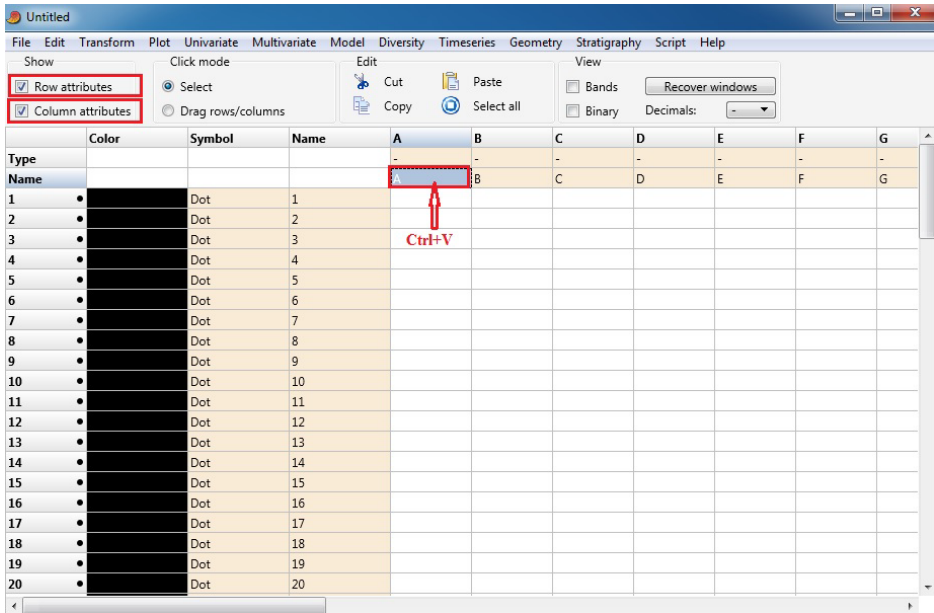 Untitled
File Edit Transform Plot Univariate Multivariate Model Diversity Timeseries Geometry Stratigraphy Script Help
Show Click mode Edit View
Row attributes Select Cut Paste Bands Recover windows
Column attributes Drag rows/columns Copy Select all Binary Decimals: -
Color Symbol Name A B C D E F G
Type - - - - - - -
Name A B C D E F G
1 Dot 1
2 Dot 2
3 Dot 3
Ctrl+V
4 Dot 4
5 Dot 5
6 Dot 6
7 Dot 7
8 Dot 8
9 Dot 9
10 Dot 10
11 Dot 11
12 Dot 12
13 Dot 13
14 Dot 14
15 Dot 15
16 Dot 16
17 Dot 17
18 Dot 18
19 Dot 19
20 Dot 20